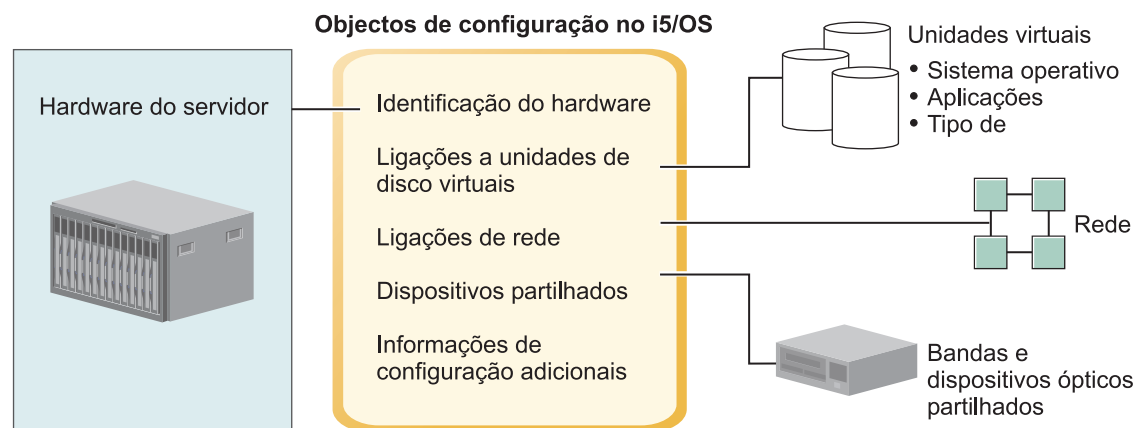 Objectos de configuração no i5/OS
Hardware do servidor
Identificação do hardware
Ligações a unidades de
disco virtuais
Ligações de rede
Dispositivos partilhados
Informações de
configuração adicionais
Unidades virtuais
• Sistema operativo
• Aplicações
• Tipo de
Rede
Bandas e
dispositivos ópticos
partilhados